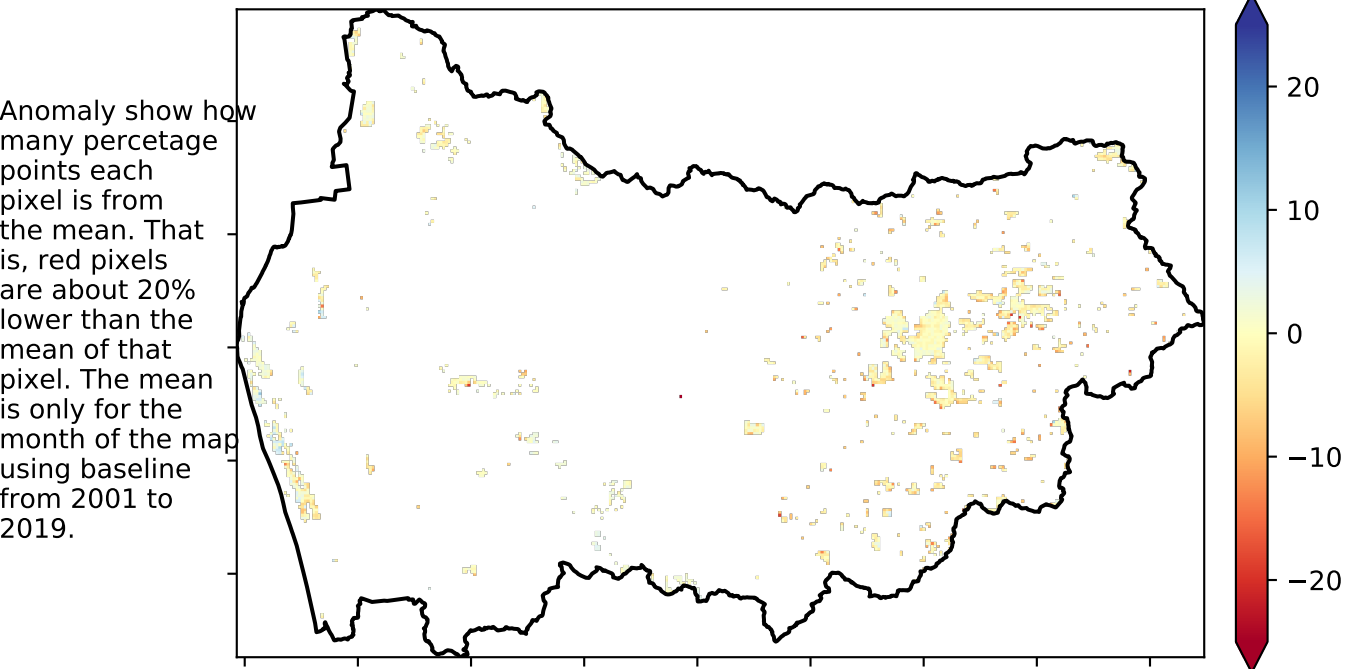 Anomaly show how
many percetage
points each
pixel is from
the mean. That
is, red pixels
are about 20%
lower than the
mean of that
pixel. The mean
is only for the
month of the map
using baseline
from 2001 to
2019.
20
10
0
−10
−20